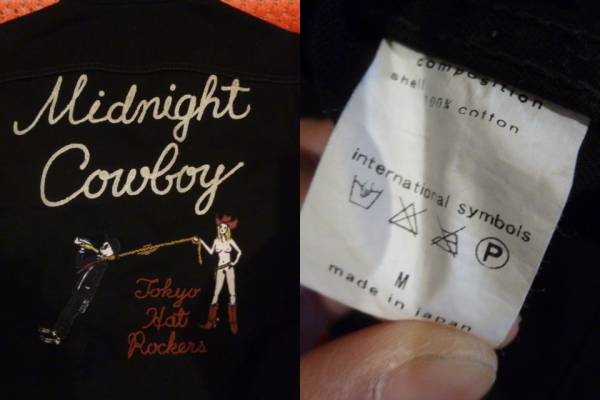 Midnight
Cowboy
Tokyo
Hat
Rockers
composition
shell
100% cotton
international symbols
P
M
made in japan